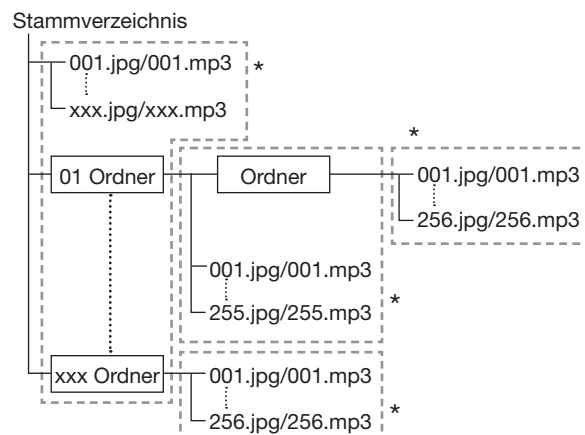 Stammverzeichnis
001.jpg/001.mp3
*
xxx.jpg/xxx.mp3
*
01 Ordner
Ordner
001.jpg/001.mp3
256.jpg/256.mp3
001.jpg/001.mp3
255.jpg/255.mp3
*
xxx Ordner
001.jpg/001.mp3
256.jpg/256.mp3
*